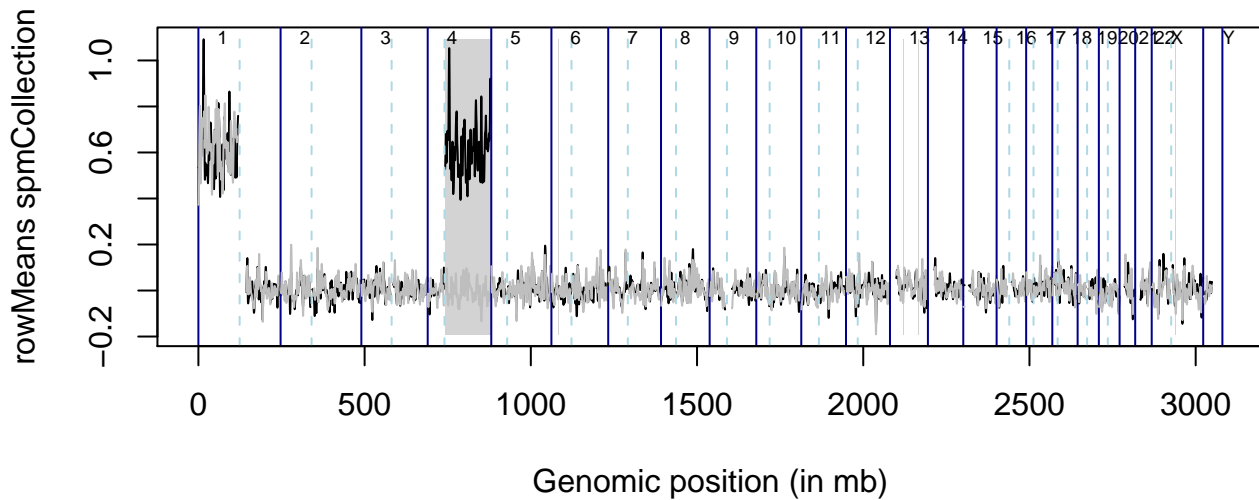 rowMeans spmCollection
1.0
0.6
0.2
−0.2
1 2 3 4 5 6 7 8 9 10 11 12 13 14 15 16 17 18 19 20 21 22 X Y
0 500 1000 1500 2000 2500 3000
Genomic position (in mb)